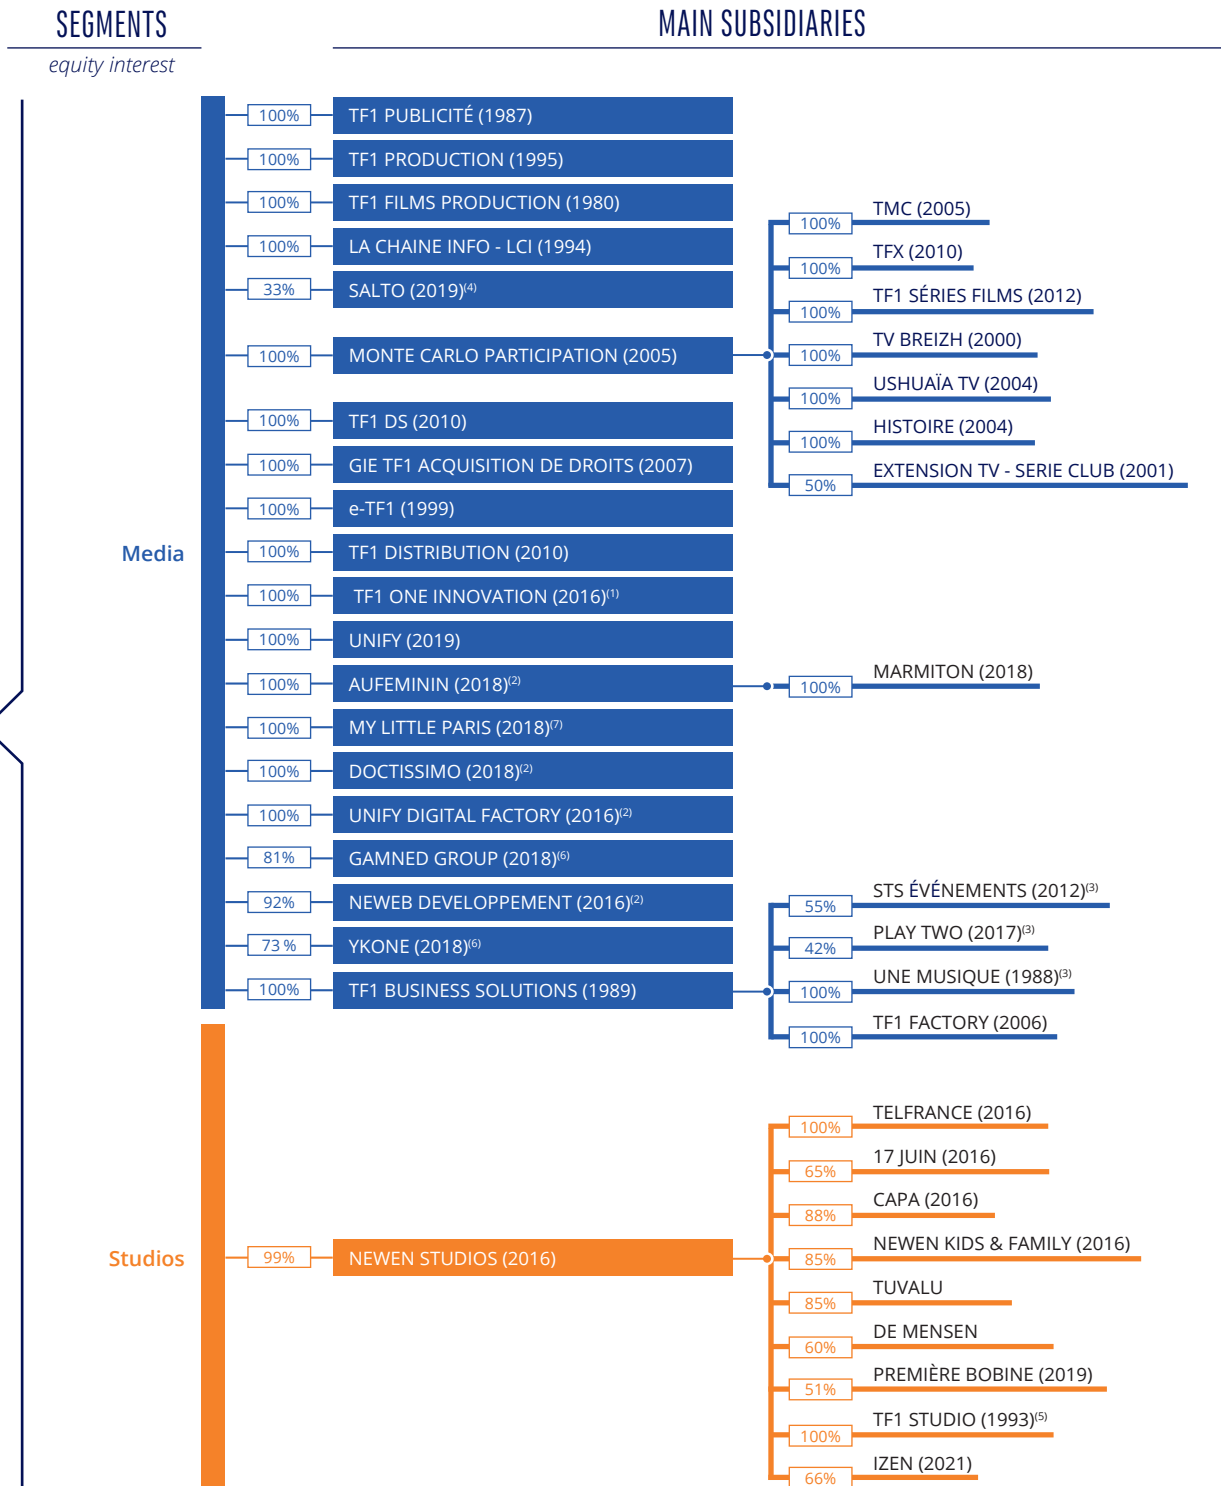 SEGMENTS
MAIN SUBSIDIARIES
equity interest
Media
100% TF1 PUBLICITÉ (1987)
100% TF1 PRODUCTION (1995)
100% TF1 FILMS PRODUCTION (1980)
100% LA CHAINE INFO - LCI (1994)
33% SALTO (2019)(4)
100% MONTE CARLO PARTICIPATION (2005)
100% TMC (2005)
100% TFX (2010)
100% TF1 SÉRIES FILMS (2012)
100% TV BREIZH (2000)
100% USHUAÏA TV (2004)
100% HISTOIRE (2004)
50% EXTENSION TV - SERIE CLUB (2001)
100% TF1 DS (2010)
100% GIE TF1 ACQUISITION DE DROITS (2007)
100% e-TF1 (1999)
100% TF1 DISTRIBUTION (2010)
100% TF1 ONE INNOVATION (2016)(1)
100% UNIFY (2019)
100% AUFEMININ (2018)(2)
100% MARMITON (2018)
100% MY LITTLE PARIS (2018)(7)
100% DOCTISSIMO (2018)(2)
100% UNIFY DIGITAL FACTORY (2016)(2)
81% GAMNED GROUP (2018)(6)
92% NEWEB DEVELOPPEMENT (2016)(2)
73 % YKONE (2018)(6)
100% TF1 BUSINESS SOLUTIONS (1989)
55% STS ÉVÉNEMENTS (2012)(3)
42% PLAY TWO (2017)(3)
100% UNE MUSIQUE (1988)(3)
100% TF1 FACTORY (2006)
Studios
99% NEWEN STUDIOS (2016)
100% TELFRANCE (2016)
65% 17 JUIN (2016)
88% CAPA (2016)
85% NEWEN KIDS & FAMILY (2016)
85% TUVALU
60% DE MENSEN
51% PREMIÈRE BOBINE (2019)
100% TF1 STUDIO (1993)(5)
66% IZEN (2021)